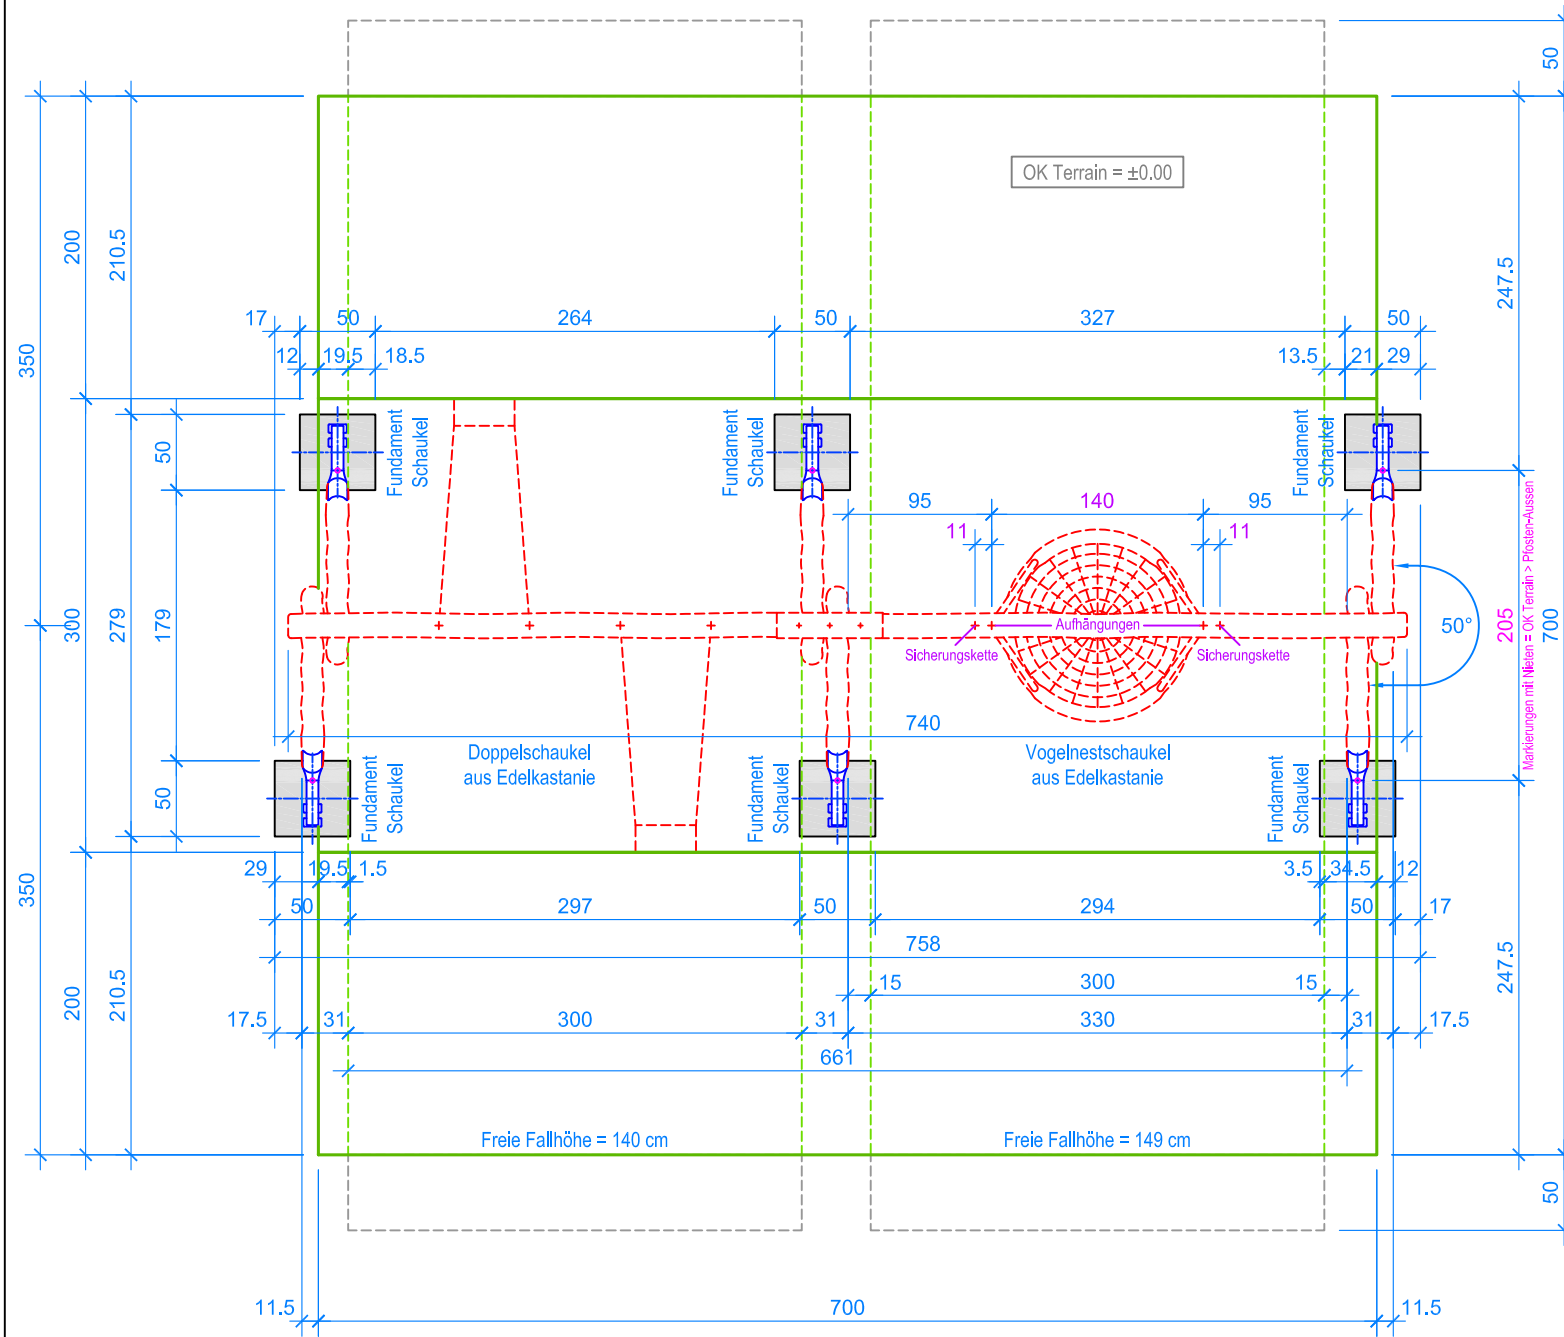 50
OK Terrain = ±0.00
200
210.5
350
247.5
17
50
264
50
327
50
12
19.5
18.5
13.5
21
29
50
Fundament
Schaukel
Fundament
Schaukel
Fundament
Schaukel
95
140
95
11
11
300
279
179
Aufhängungen
Sicherungskette
Sicherungskette
50°
205
Markierungen mit Nieten = OK Terrain > Pfosten-Aussen
700
740
Doppelschaukel
aus Edelkastanie
Vogelnestschaukel
aus Edelkastanie
50
Fundament
Schaukel
Fundament
Schaukel
Fundament
Schaukel
29
19.5
1.5
3.5
34.5
12
350
50
297
50
294
50
17
758
200
210.5
15
300
15
247.5
17.5
31
300
31
330
31
17.5
661
Freie Fallhöhe = 140 cm
Freie Fallhöhe = 149 cm
50
11.5
700
11.5